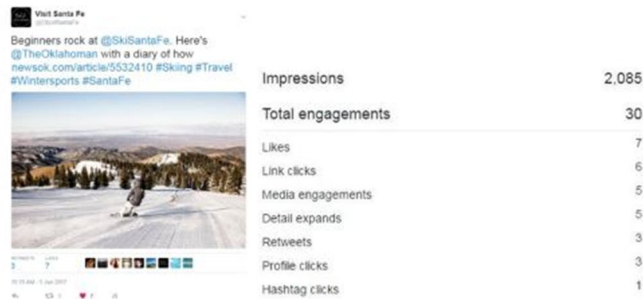 Visit Santa Fe
Beginners rock at @SkiSantaFe. Here's
@TheOklahoman with a diary of how
newsok.com/article/5532410 #Skiing #Travel
#Wintersports #SantaFe
RETWEETS LIKES
3 7
Impressions 2,085
Total engagements 30
Likes 7
Link clicks 6
Media engagements 5
Detail expands 5
Retweets 3
Profile clicks 3
Hashtag clicks 1